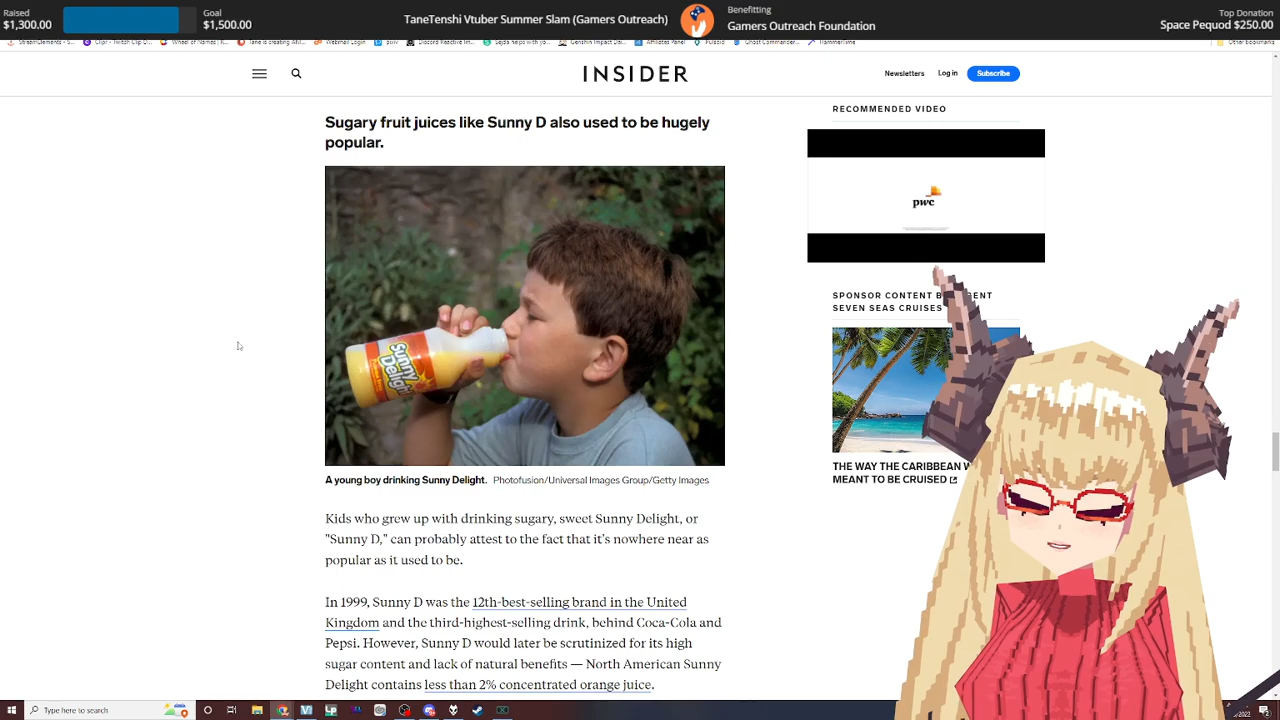 Raised
$1,300.00
Goal
$1,500.00
TaneTenshi Vtuber Summer Slam (Gamers Outreach)
Benefitting
Gamers Outreach Foundation
Top Donation
Space Pequod $250.00
Other bookmarks
INSIDER
Newsletters
Log in
Subscribe
Sugary fruit juices like Sunny D also used to be hugely
popular.
Sunny
Delight
A young boy drinking Sunny Delight. Photofusion/Universal Images Group/Getty Images
Kids who grew up with drinking sugary, sweet Sunny Delight, or
"Sunny D," can probably attest to the fact that it's nowhere near as
popular as it used to be.
In 1999, Sunny D was the 12th-best-selling brand in the United
Kingdom and the third-highest-selling drink, behind Coca-Cola and
Pepsi. However, Sunny D would later be scrutinized for its high
sugar content and lack of natural benefits — North American Sunny
Delight contains less than 2% concentrated orange juice.
RECOMMENDED VIDEO
pwc
SPONSOR CONTENT
SEVEN SEAS CRUISES
THE WAY THE CARIBBEAN
MEANT TO BE CRUISED
Type here to search